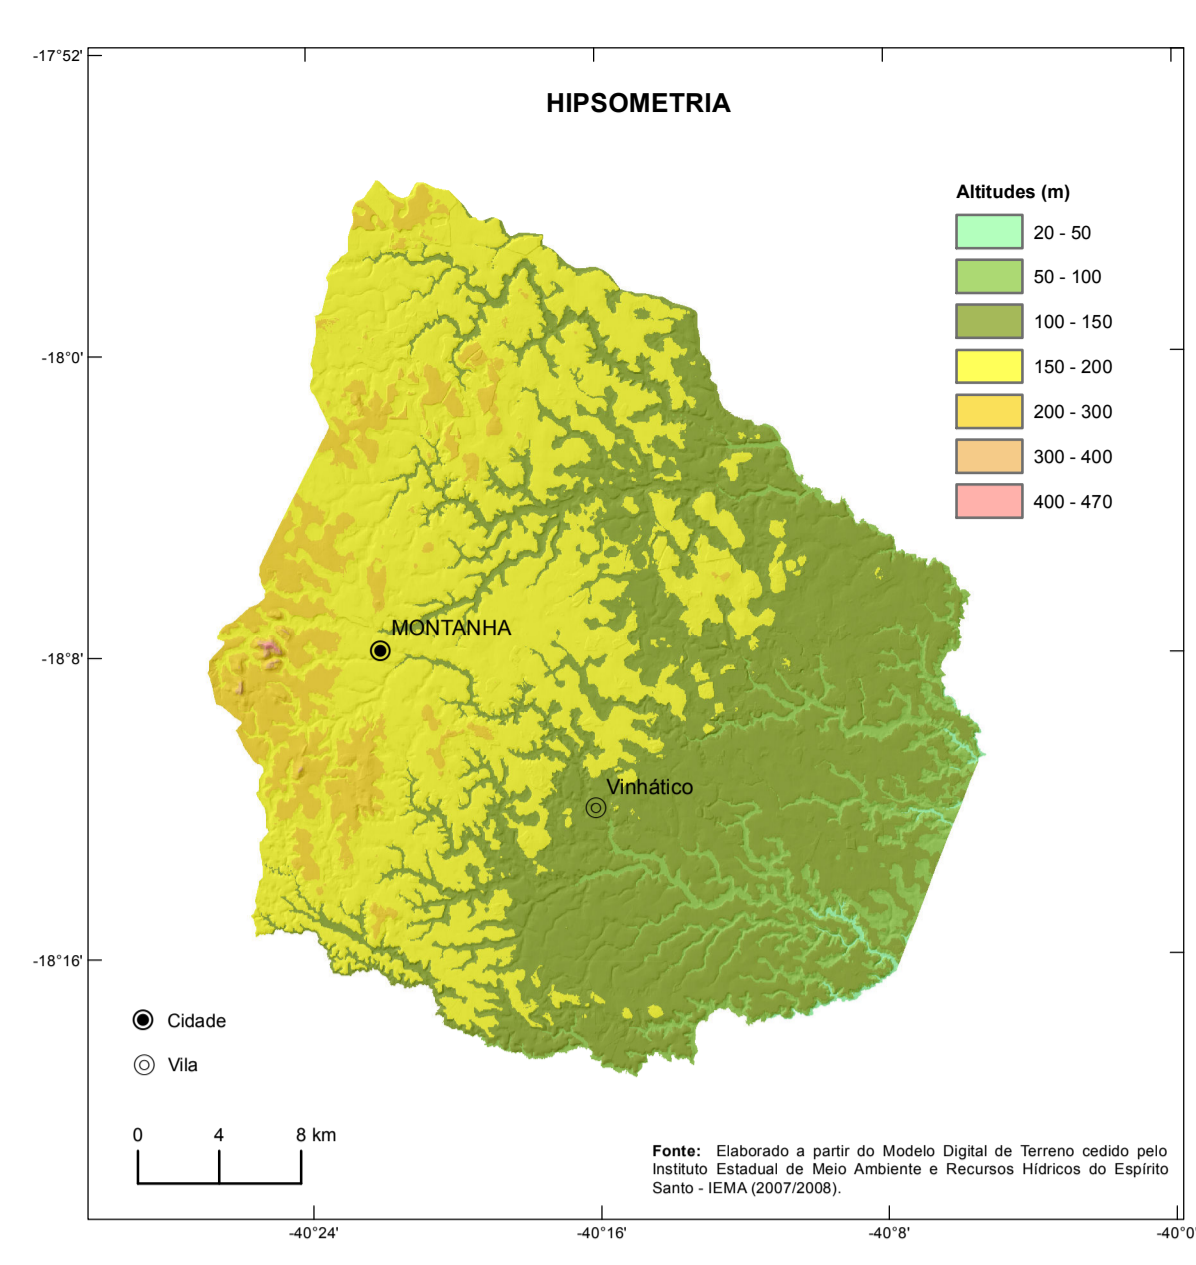 -17°52'
HIPSOMETRIA
Altitudes (m)
20 - 50
50 - 100
100 - 150
150 - 200
200 - 300
300 - 400
400 - 470
-18°0'
MONTANHA
-18°8'
Vinhático
-18°16'
Cidade
Vila
0 4 8 km
Fonte: Elaborado a partir do Modelo Digital de Terreno cedido pelo
Instituto Estadual de Meio Ambiente e Recursos Hídricos do Espírito
Santo - IEMA (2007/2008).
-40°24' -40°16' -40°8' -40°0'